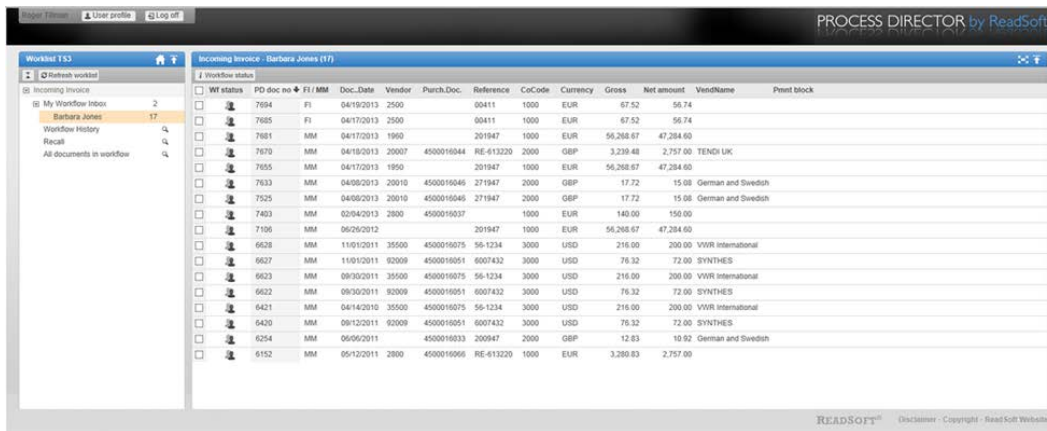 Roger Tillman User profile Log off
PROCESS DIRECTOR by ReadSoft
Worklist TS3
Refresh worklist
Incoming Invoice
My Workflow Inbox 2
Barbara Jones 17
Workflow History
Recall
All documents in workflow
Incoming Invoice - Barbara Jones (17)
Workflow status
Wf status PD doc no FI / MM Doc..Date Vendor Purch.Doc. Reference CoCode Currency Gross Net amount VendName Pmnt block
7694 FI 04/19/2013 2500 00411 1000 EUR 67.52 56.74
7685 FI 04/17/2013 2500 00411 1000 EUR 67.52 56.74
7681 MM 04/17/2013 1960 201947 1000 EUR 56,268.67 47,284.60
7670 MM 04/18/2013 20007 4500016044 RE-613220 2000 GBP 3,239.48 2,757.00 TENDI UK
7655 MM 04/17/2013 1950 201947 1000 EUR 56,268.67 47,284.60
7633 MM 04/08/2013 20010 4500016046 271947 2000 GBP 17.72 15.08 German and Swedish
7525 MM 04/08/2013 20010 4500016046 271947 2000 GBP 17.72 15.08 German and Swedish
7403 MM 02/04/2013 2800 4500016037 1000 EUR 140.00 150.00
7106 MM 06/26/2012 201947 1000 EUR 56,268.67 47,284.60
6628 MM 11/01/2011 35500 4500016075 56-1234 3000 USD 216.00 200.00 VWR International
6627 MM 11/01/2011 92009 4500016051 6007432 3000 USD 76.32 72.00 SYNTHES
6623 MM 09/30/2011 35500 4500016075 56-1234 3000 USD 216.00 200.00 VWR International
6622 MM 09/30/2011 92009 4500016051 6007432 3000 USD 76.32 72.00 SYNTHES
6421 MM 04/14/2010 35500 4500016075 56-1234 3000 USD 216.00 200.00 VWR International
6420 MM 09/12/2011 92009 4500016051 6007432 3000 USD 76.32 72.00 SYNTHES
6254 MM 06/06/2011 4500016033 200947 2000 GBP 12.83 10.92 German and Swedish
6152 MM 05/12/2011 2800 4500016066 RE-613220 1000 EUR 3,280.83 2,757.00
READSOFT Disclaimer - Copyright - ReadSoft Website